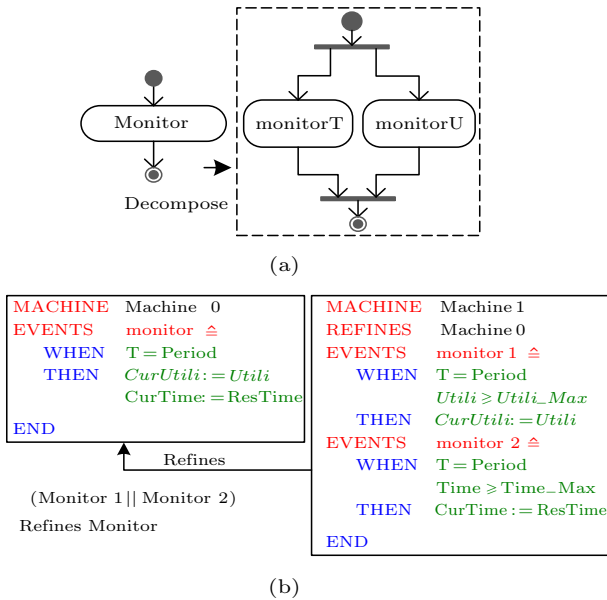 Monitor
monitorT
monitorU
Decompose
(a)
MACHINE Machine 0
EVENTS monitor ≙
WHEN T = Period
THEN CurUtili := Utili
CurTime := ResTime
END
MACHINE Machine 1
REFINES Machine 0
EVENTS monitor 1 ≙
WHEN T = Period
Utili ⩾ Utili_Max
THEN CurUtili := Utili
EVENTS monitor 2 ≙
WHEN T = Period
Time ⩾ Time_Max
THEN CurTime := ResTime
END
Refines
(Monitor 1 || Monitor 2)
Refines Monitor
(b)